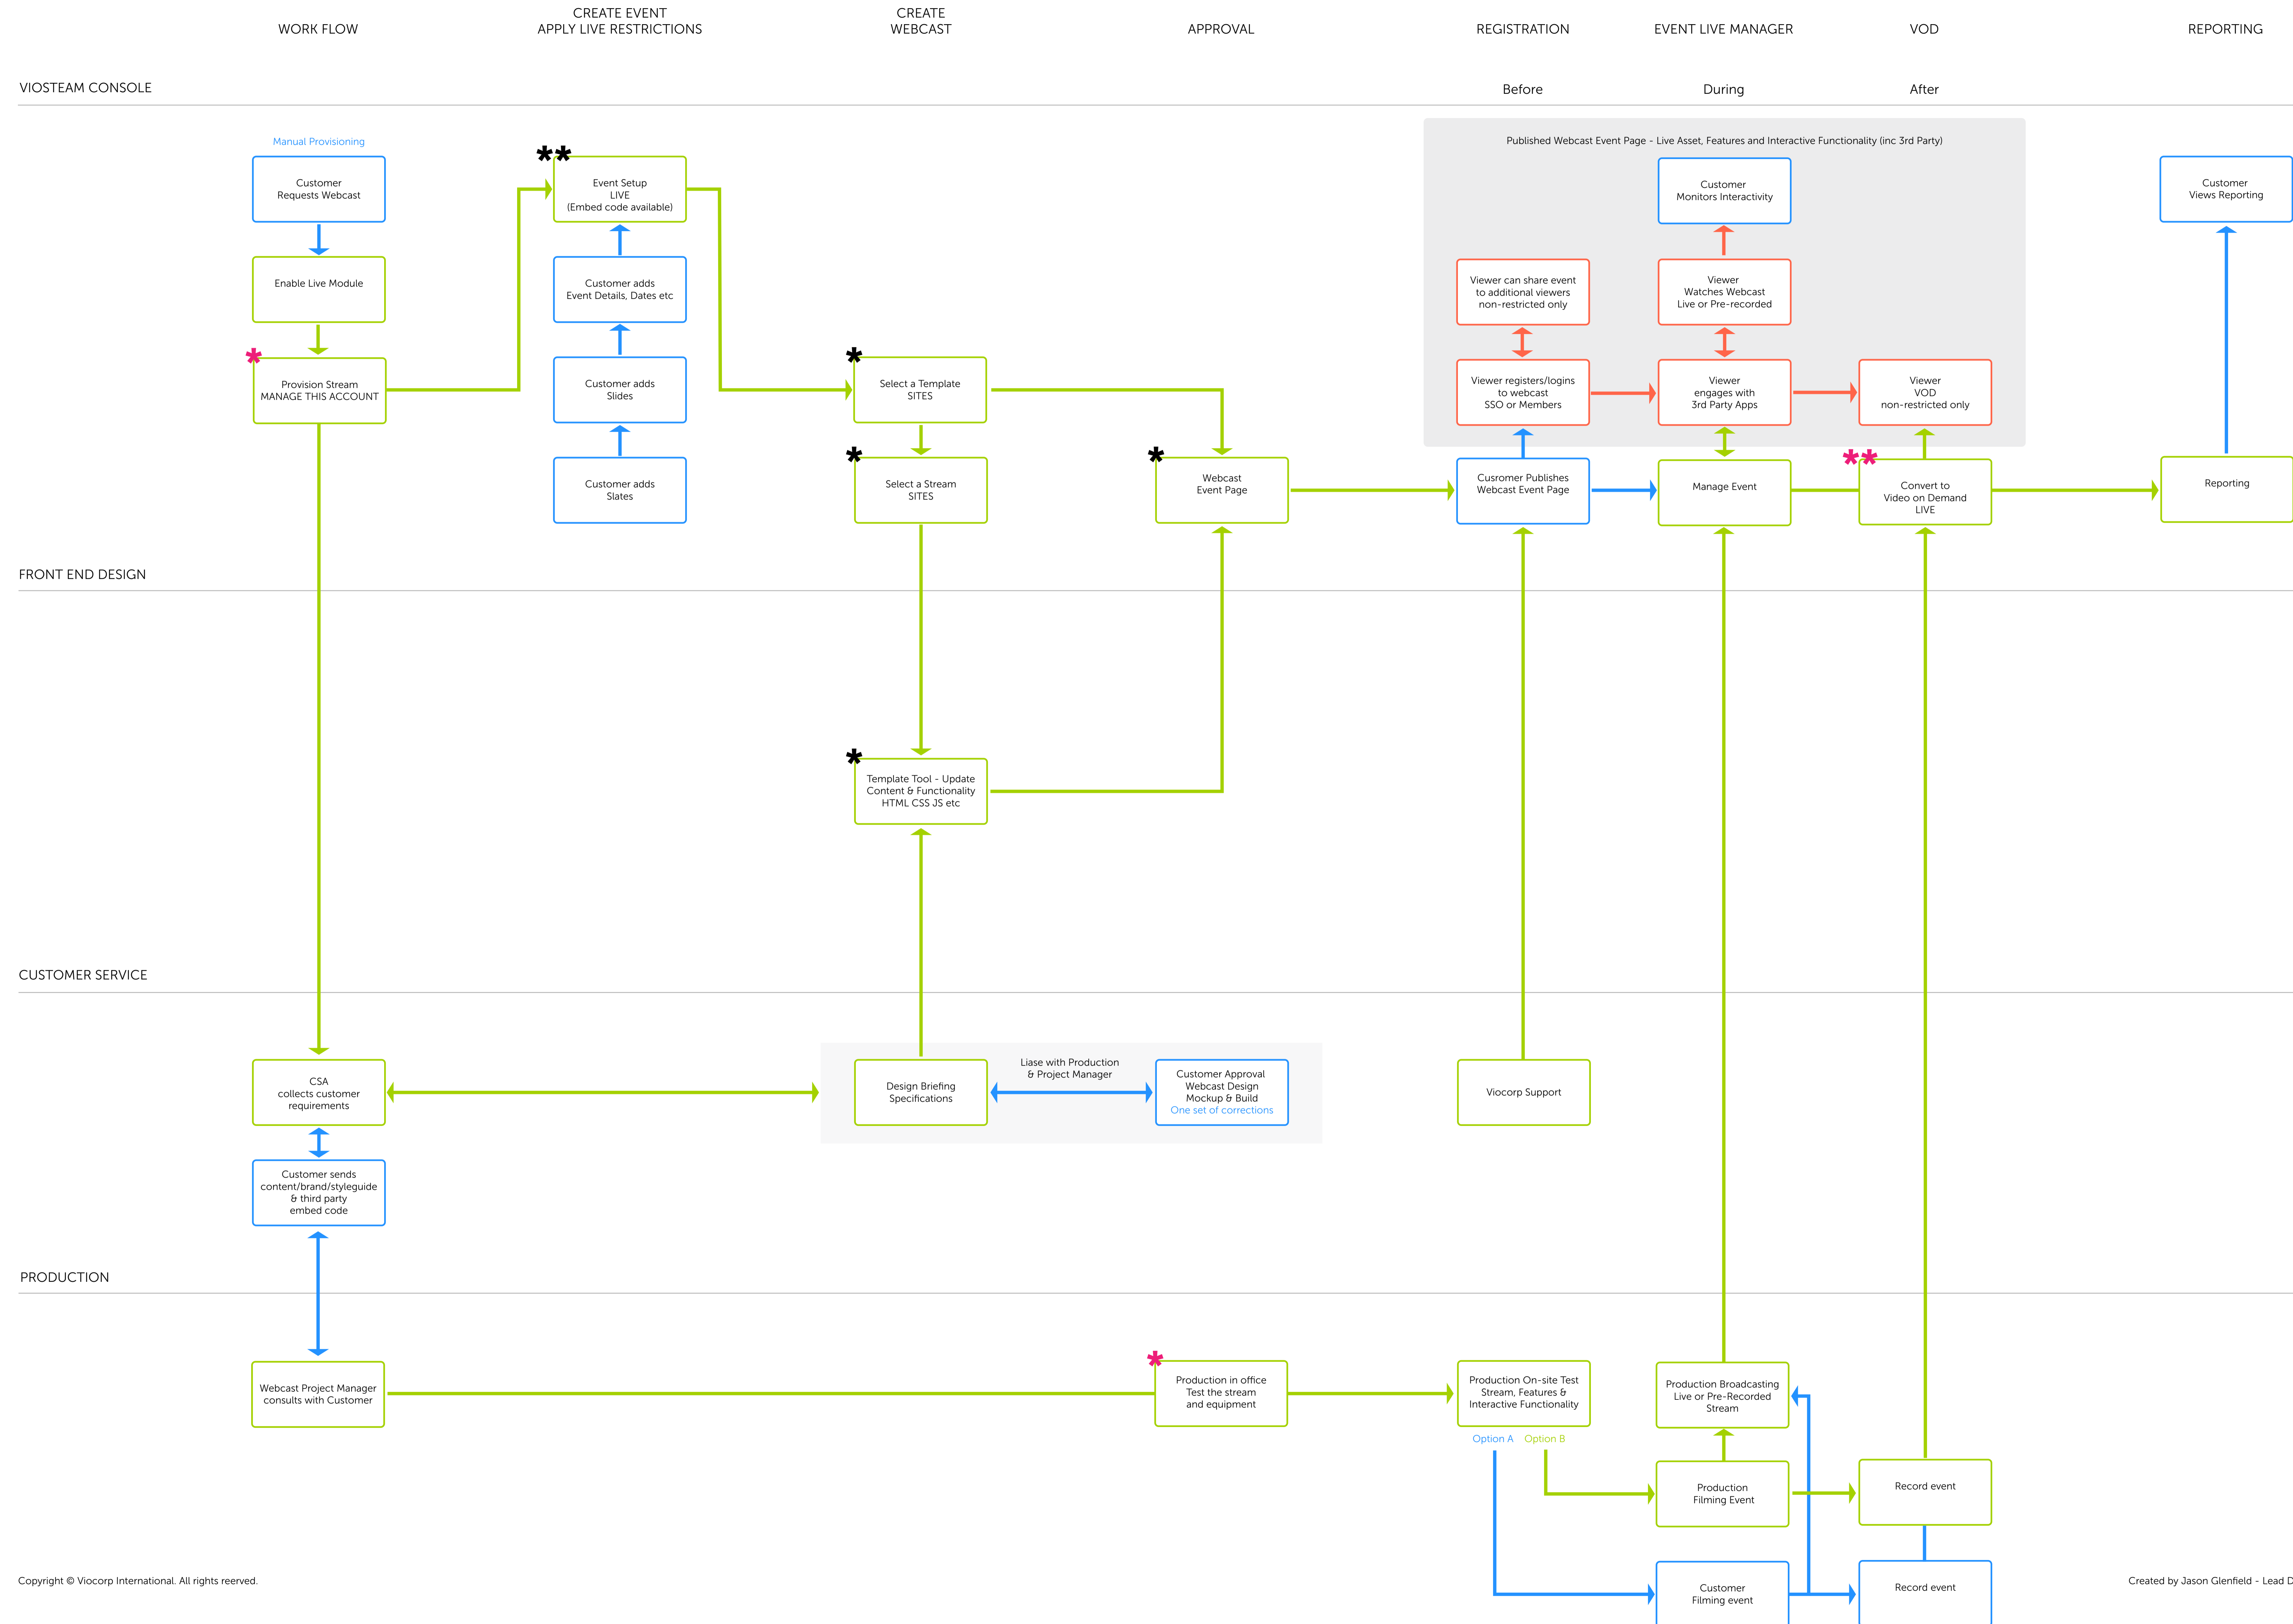 WORK FLOW
CREATE EVENT
APPLY LIVE RESTRICTIONS
CREATE
WEBCAST
APPROVAL
REGISTRATION
EVENT LIVE MANAGER
VOD
REPORTING
VIOSTEAM CONSOLE
Before
During
After
Manual Provisioning
Customer
Requests Webcast
Enable Live Module
*
Provision Stream
MANAGE THIS ACCOUNT
**
Event Setup
LIVE
(Embed code available)
Customer adds
Event Details, Dates etc
Customer adds
Slides
Customer adds
Slates
*
Select a Template
SITES
*
Select a Stream
SITES
*
Webcast
Event Page
Published Webcast Event Page - Live Asset, Features and Interactive Functionality (inc 3rd Party)
Customer
Monitors Interactivity
Viewer can share event
to additional viewers
non-restricted only
Viewer
Watches Webcast
Live or Pre-recorded
Viewer registers/logins
to webcast
SSO or Members
Viewer
engages with
3rd Party Apps
Viewer
VOD
non-restricted only
Cusromer Publishes
Webcast Event Page
Manage Event
**
Convert to
Video on Demand
LIVE
Customer
Views Reporting
Reporting
FRONT END DESIGN
*
Template Tool - Update
Content & Functionality
HTML CSS JS etc
CUSTOMER SERVICE
CSA
collects customer
requirements
Design Briefing
Specifications
Liase with Production
& Project Manager
Customer Approval
Webcast Design
Mockup & Build
One set of corrections
Viocorp Support
Customer sends
content/brand/styleguide
& third party
embed code
PRODUCTION
Webcast Project Manager
consults with Customer
*
Production in office
Test the stream
and equipment
Production On-site Test
Stream, Features &
Interactive Functionality
Option A
Option B
Production Broadcasting
Live or Pre-Recorded
Stream
Production
Filming Event
Record event
Customer
Filming event
Record event
Copyright © Viocorp International. All rights reerved.
Created by Jason Glenfield - Lead D